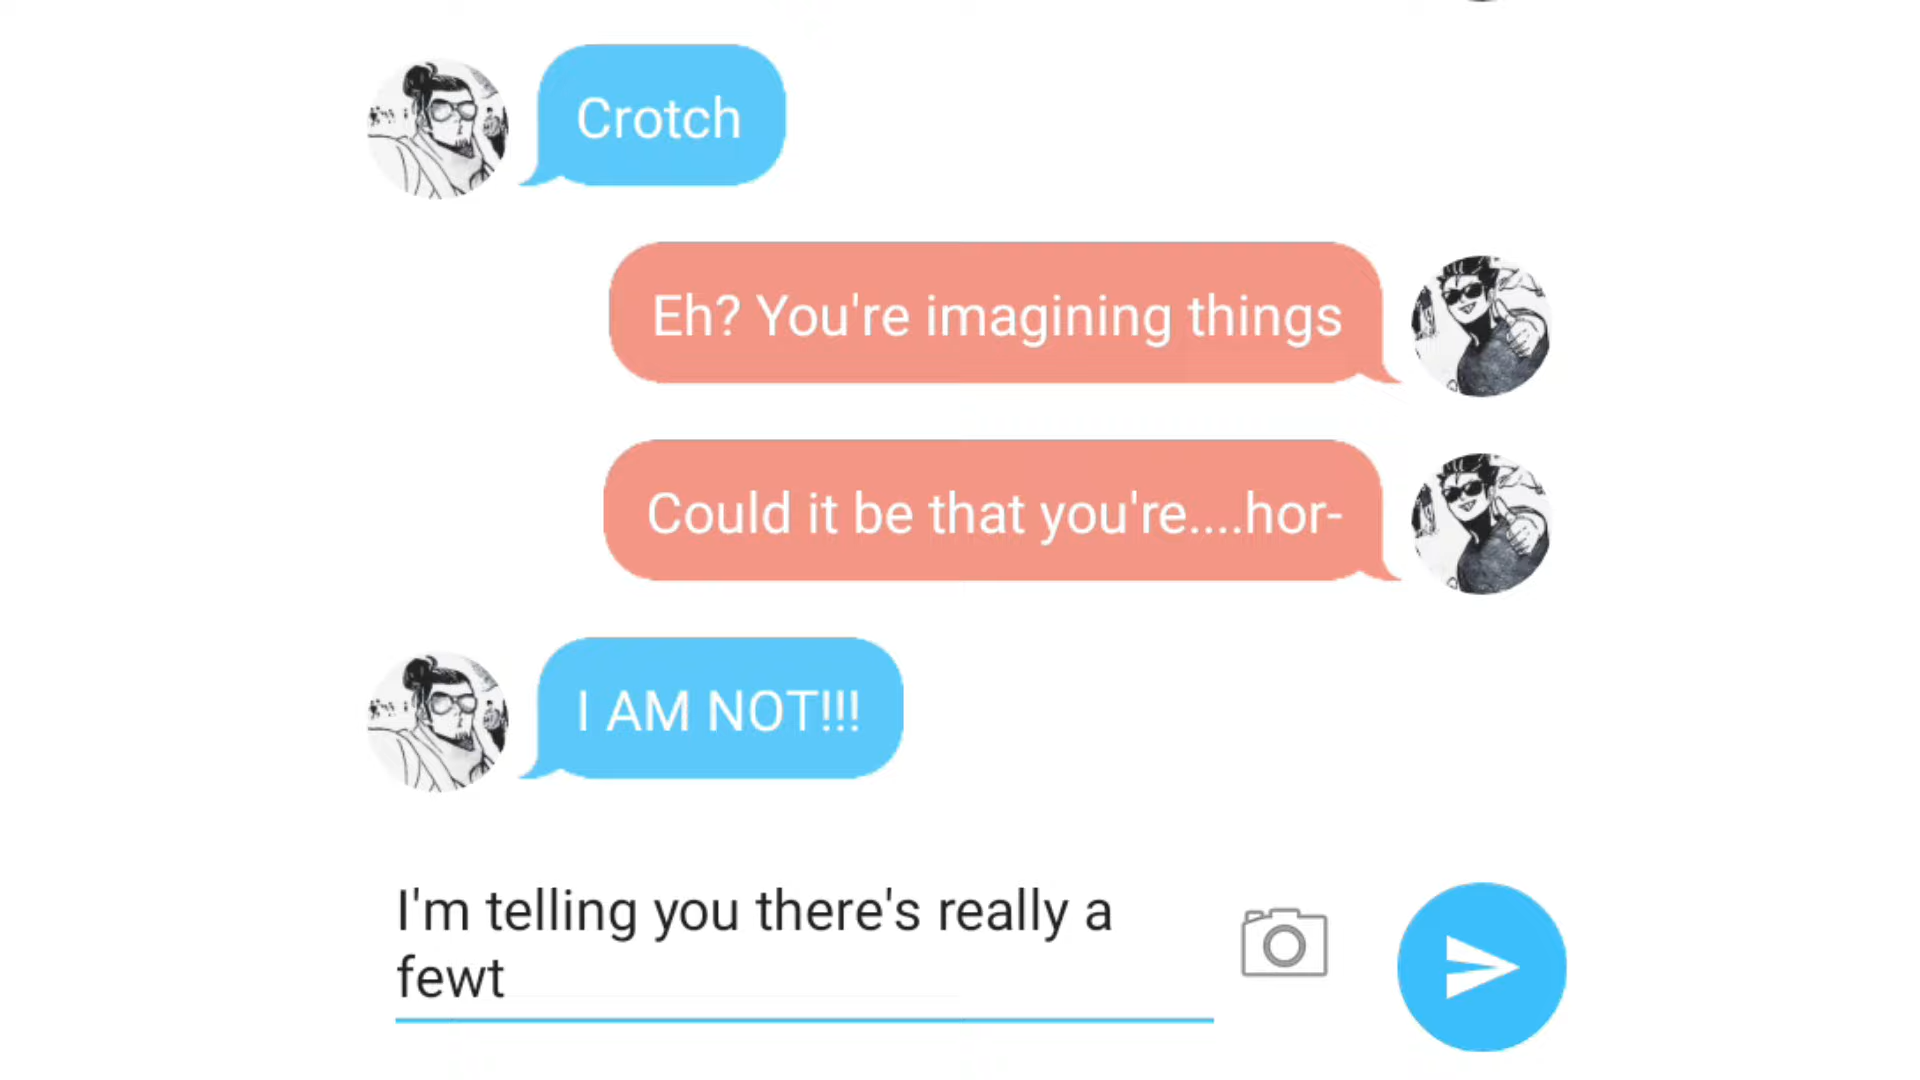 Crotch
Eh? You're imagining things
Could it be that you're....hor-
I AM NOT!!!
I'm telling you there's really a
fewt